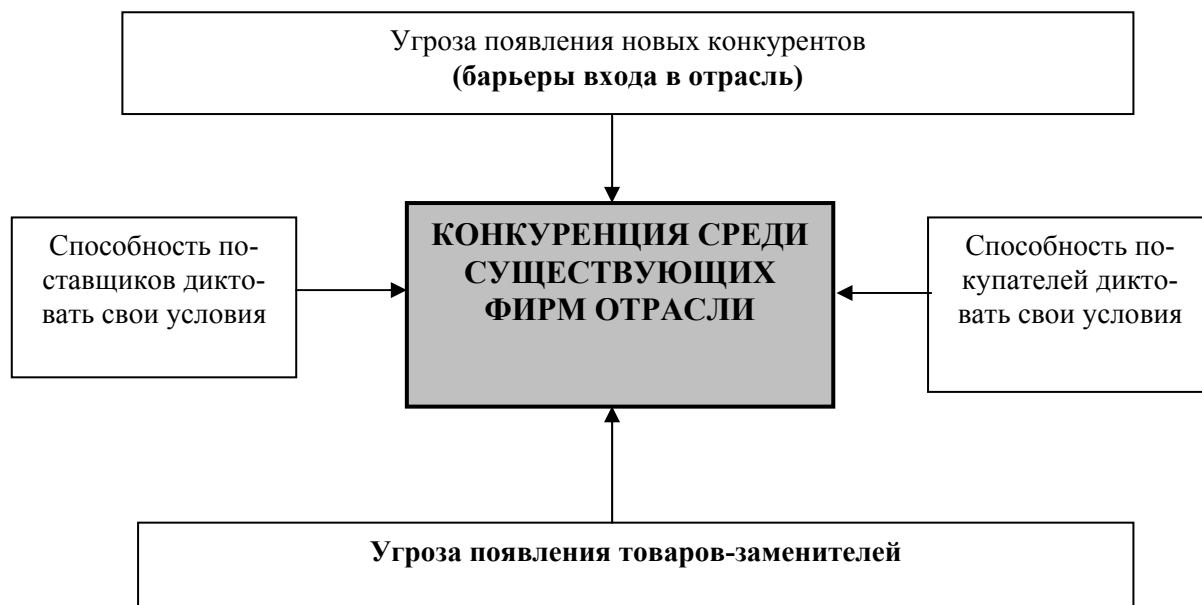 Угроза появления новых конкурентов
(барьеры входа в отрасль)
Способность по-
ставщиков дикто-
вать свои условия
КОНКУРЕНЦИЯ СРЕДИ
СУЩЕСТВУЮЩИХ
ФИРМ ОТРАСЛИ
Способность по-
купателей дикто-
вать свои условия
Угроза появления товаров-заменителей